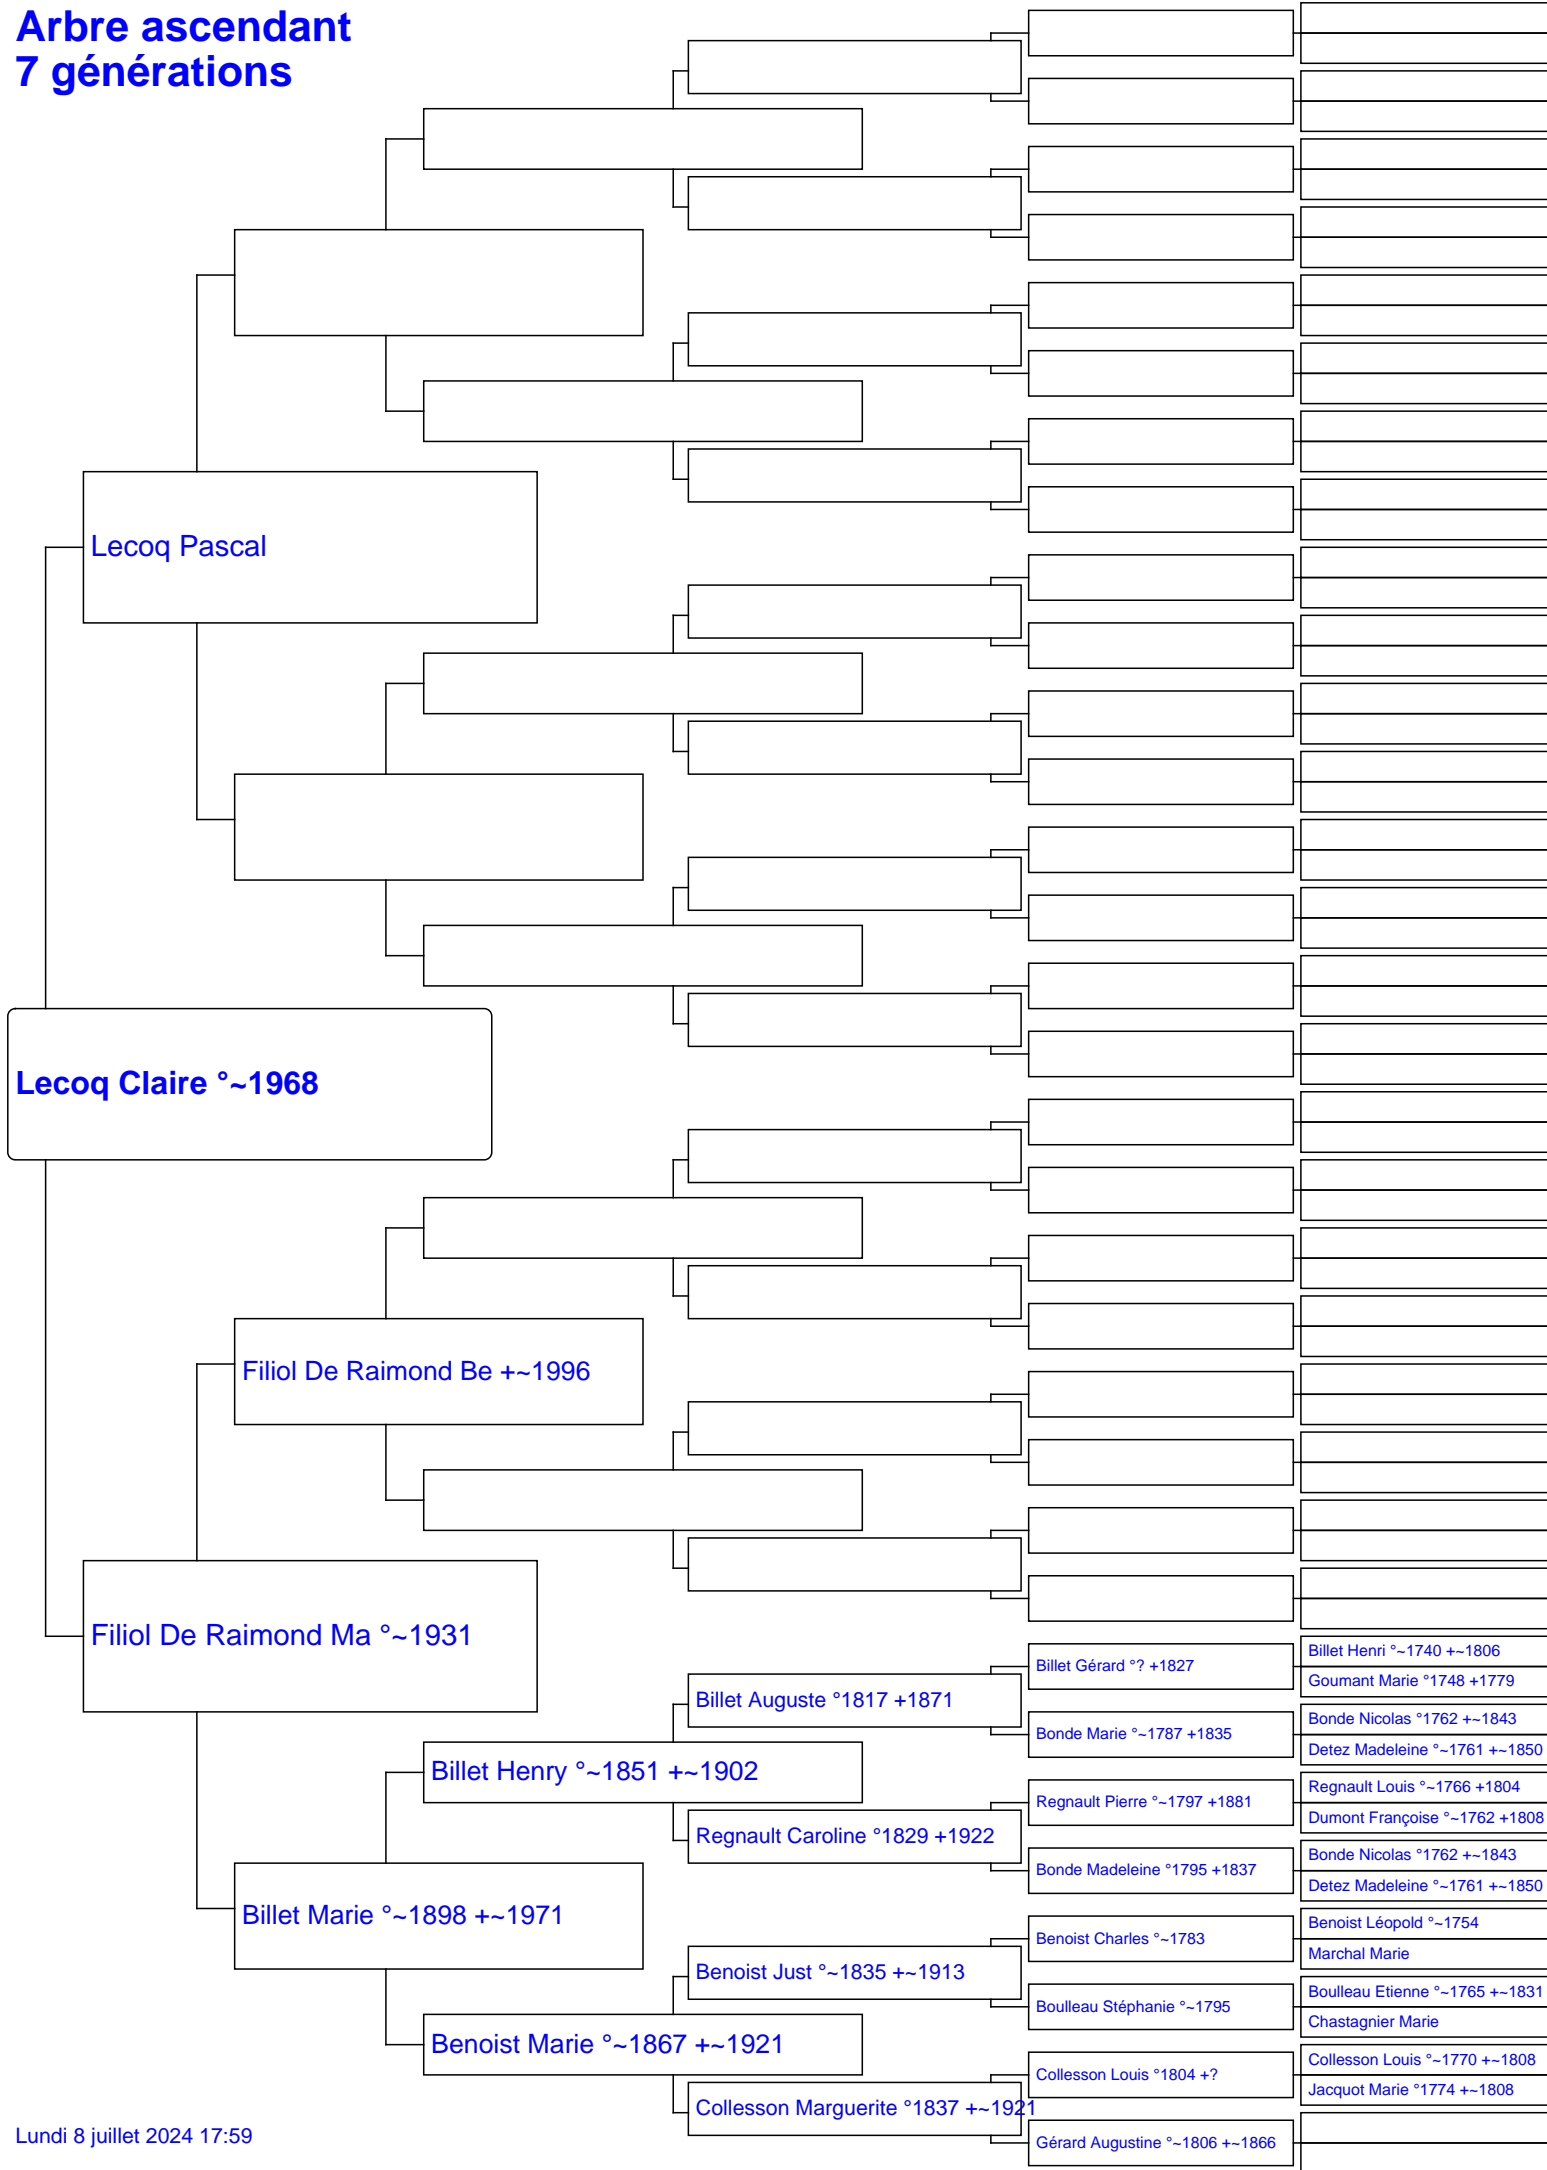 Arbre ascendant
7 générations
Lecoq Pascal
Lecoq Claire °~1968
Filiol De Raimond Be +~1996
Filiol De Raimond Ma °~1931
Billet Henri °~1740 +~1806
Billet Gérard °? +1827
Goumant Marie °1748 +1779
Billet Auguste °1817 +1871
Bonde Nicolas °1762 +~1843
Bonde Marie °~1787 +1835
Detez Madeleine °~1761 +~1850
Billet Henry °~1851 +~1902
Regnault Louis °~1766 +1804
Regnault Pierre °~1797 +1881
Dumont Françoise °~1762 +1808
Regnault Caroline °1829 +1922
Bonde Nicolas °1762 +~1843
Bonde Madeleine °1795 +1837
Detez Madeleine °~1761 +~1850
Billet Marie °~1898 +~1971
Benoist Léopold °~1754
Benoist Charles °~1783
Marchal Marie
Benoist Just °~1835 +~1913
Boulleau Etienne °~1765 +~1831
Boulleau Stéphanie °~1795
Chastagnier Marie
Benoist Marie °~1867 +~1921
Collesson Louis °~1770 +~1808
Collesson Louis °1804 +?
Jacquot Marie °1774 +~1808
Collesson Marguerite °1837 +~1921
Gérard Augustine °~1806 +~1866
Lundi 8 juillet 2024 17:59